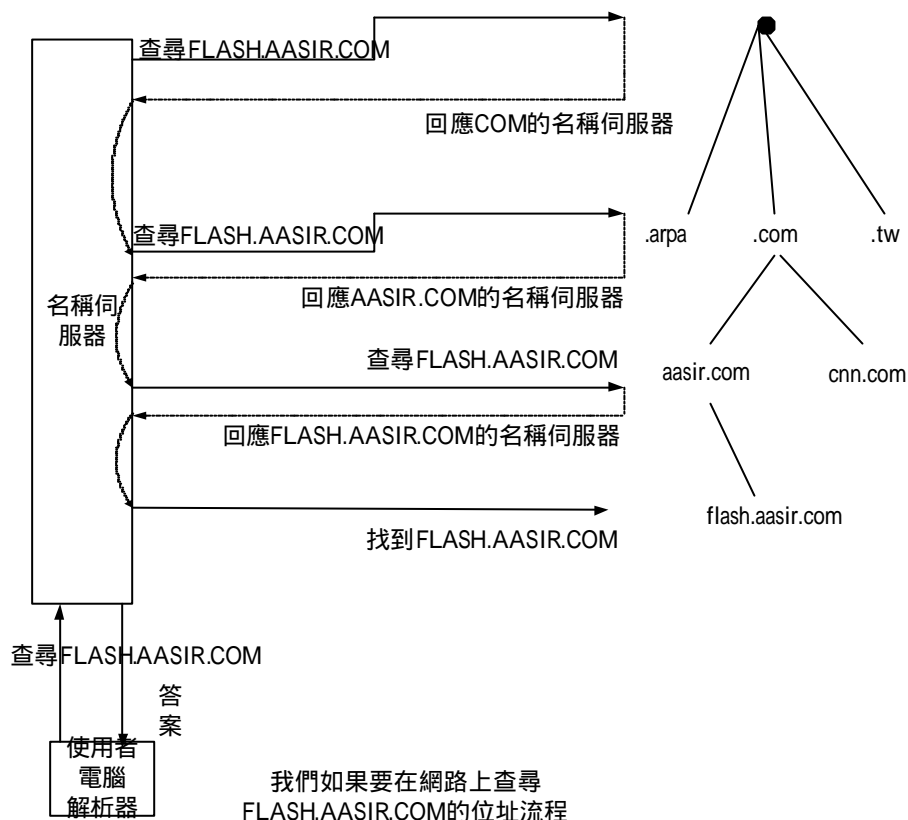 查尋FLASH.AASIR.COM
回應COM的名稱伺服器
.arpa
.com
.tw
查尋FLASH.AASIR.COM
回應AASIR.COM的名稱伺服器
名稱伺
服器
查尋FLASH.AASIR.COM
aasir.com
cnn.com
回應FLASH.AASIR.COM的名稱伺服器
flash.aasir.com
找到FLASH.AASIR.COM
查尋FLASH.AASIR.COM
答
案
使用者
電腦
解析器
我們如果要在網路上查尋
FLASH.AASIR.COM的位址流程